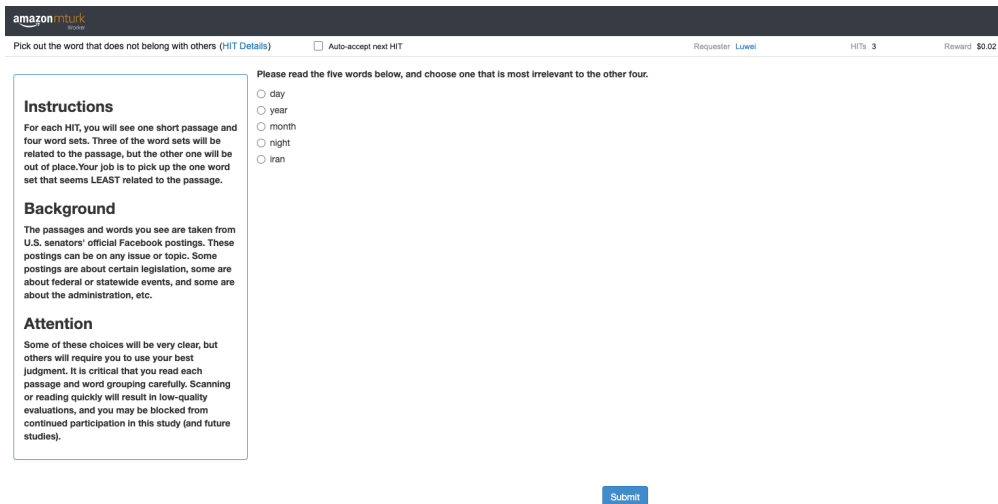 amazon mturk
Worker
Pick out the word that does not belong with others (HIT Details) Auto-accept next HIT Requester Luwei HITs 3 Reward $0.02
Please read the five words below, and choose one that is most irrelevant to the other four.
day
year
month
night
iran
Instructions
For each HIT, you will see one short passage and
four word sets. Three of the word sets will be
related to the passage, but the other one will be
out of place.Your job is to pick up the one word
set that seems LEAST related to the passage.
Background
The passages and words you see are taken from
U.S. senators' official Facebook postings. These
postings can be on any issue or topic. Some
postings are about certain legislation, some are
about federal or statewide events, and some are
about the administration, etc.
Attention
Some of these choices will be very clear, but
others will require you to use your best
judgment. It is critical that you read each
passage and word grouping carefully. Scanning
or reading quickly will result in low-quality
evaluations, and you may be blocked from
continued participation in this study (and future
studies).
Submit